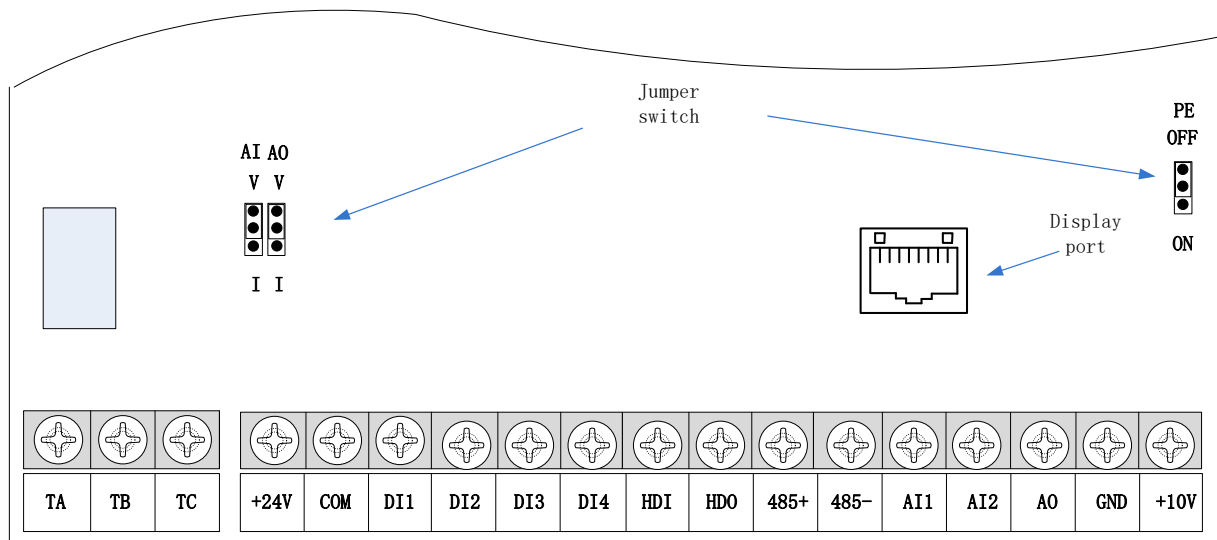 Jumper
switch
PE
OFF
AI AO
V V
Display
port
ON
I I
TA TB TC +24V COM DI1 DI2 DI3 DI4 HDI HDO 485+ 485- AI1 AI2 AO GND +10V